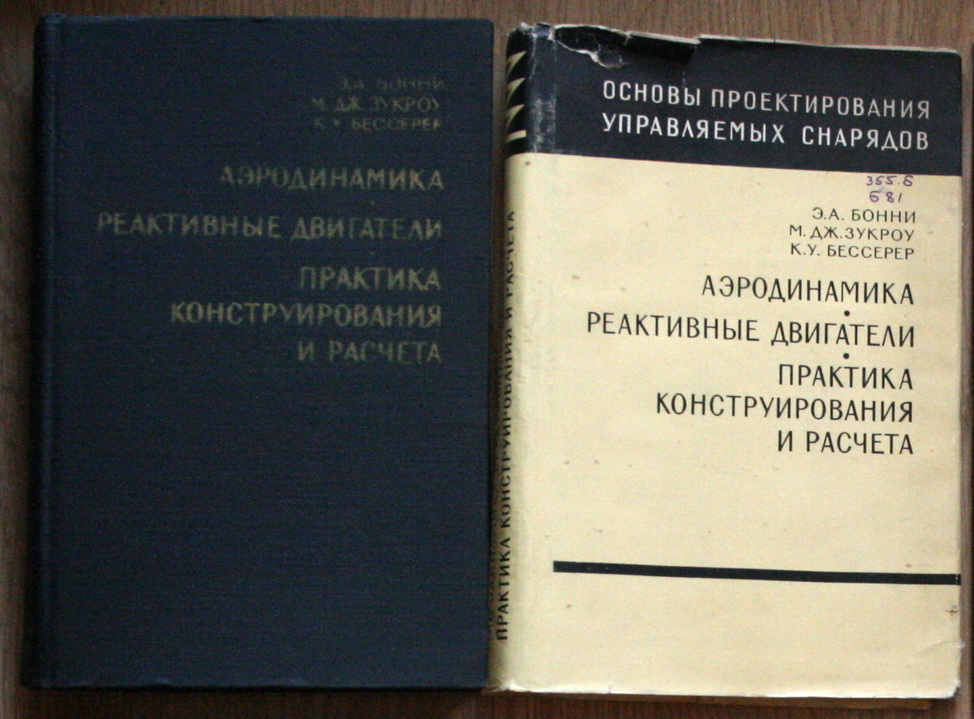 Э.А. БОННИ
М. ДЖ. ЗУКРОУ
К. У. БЕССЕРЕР
АЭРОДИНАМИКА
РЕАКТИВНЫЕ ДВИГАТЕЛИ
ПРАКТИКА
КОНСТРУИРОВАНИЯ
И РАСЧЕТА
ПРАКТИКА КОНСТРУИРОВАНИЯ И РАСЧЕТА
ОСНОВЫ ПРОЕКТИРОВАНИЯ
УПРАВЛЯЕМЫХ СНАРЯДОВ
355.6
Б 81
Э.А. БОННИ
М. ДЖ. ЗУКРОУ
К.У. БЕССЕРЕР
АЭРОДИНАМИКА
•
РЕАКТИВНЫЕ ДВИГАТЕЛИ
•
ПРАКТИКА
КОНСТРУИРОВАНИЯ
И РАСЧЕТА